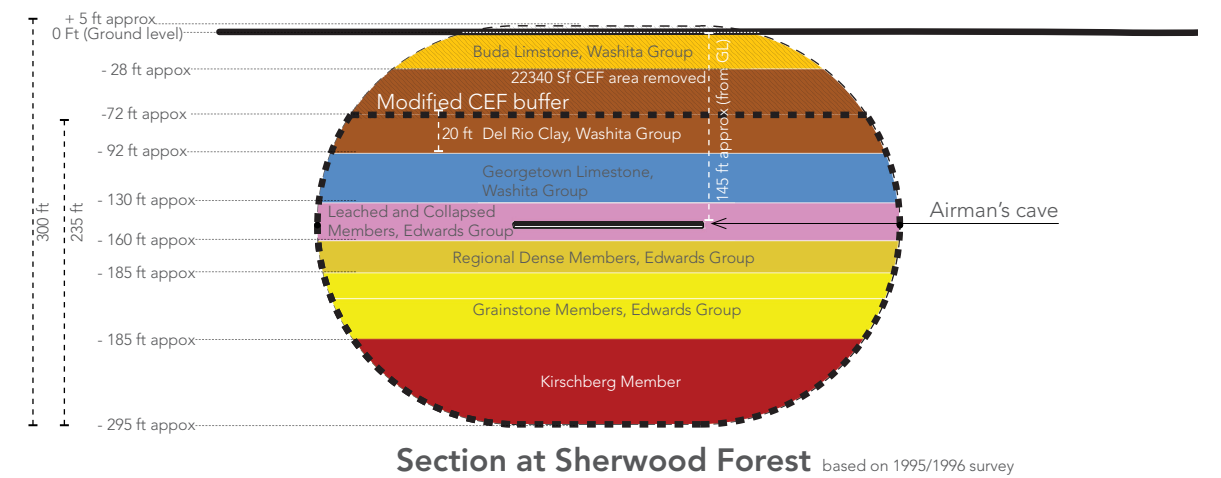 + 5 ft approx
0 Ft (Ground level)
Buda Limstone, Washita Group
- 28 ft appox
22340 Sf CEF area removed
Modified CEF buffer
-72 ft appox
20 ft Del Rio Clay, Washita Group
- 92 ft appox
145 ft approx (from GL)
Georgetown Limestone,
Washita Group
- 130 ft appox
Leached and Collapsed
Members, Edwards Group
Airman's cave
300 ft
235 ft
- 160 ft appox
Regional Dense Members, Edwards Group
- 185 ft appox
Grainstone Members, Edwards Group
- 185 ft appox
Kirschberg Member
- 295 ft appox
Section at Sherwood Forest based on 1995/1996 survey